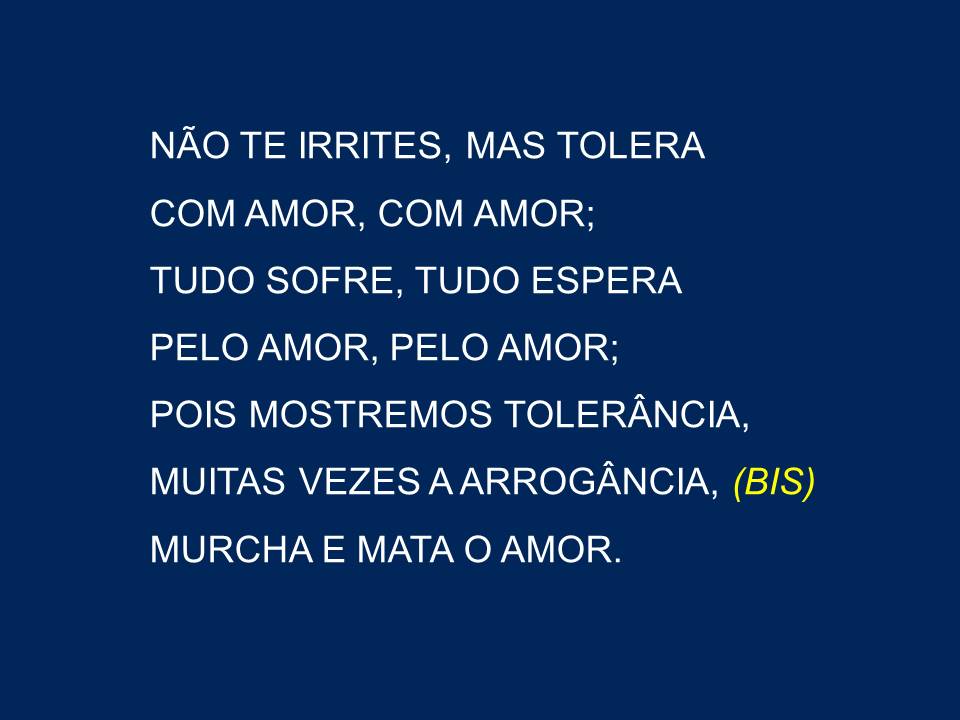 NÃO TE IRRITES, MAS TOLERA
COM AMOR, COM AMOR;
TUDO SOFRE, TUDO ESPERA
PELO AMOR, PELO AMOR;
POIS MOSTREMOS TOLERÂNCIA,
MUITAS VEZES A ARROGÂNCIA, (BIS)
MURCHA E MATA O AMOR.